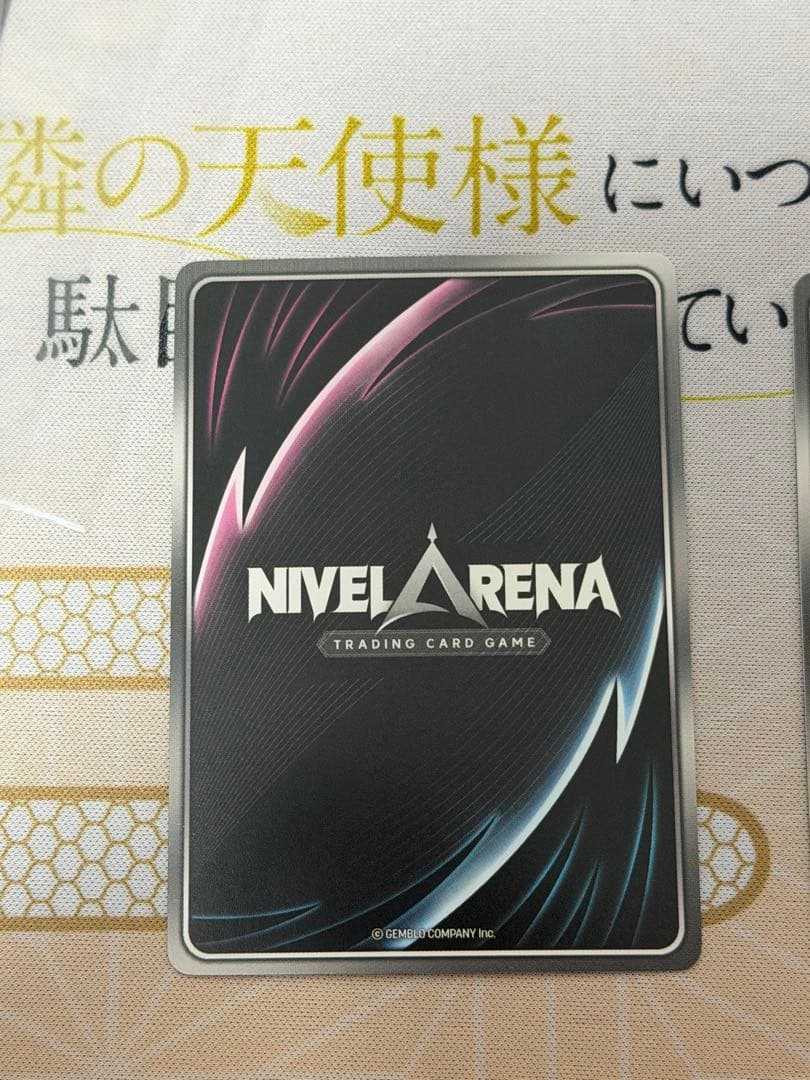 隣の天使様にいつ
駄目
てい
NIVEL ARENA
TRADING CARD GAME
© GEMBLO COMPANY Inc.